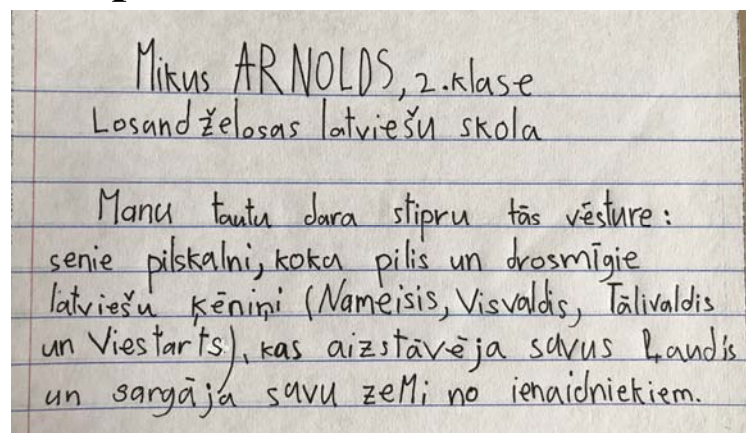 Mikus ARNOLDS, 2. klase
Losandželosas latviešu skola
Manu tautu dara stipru tās vēsture:
senie pilskalni, koka pilis un drosmīgie
latviešu ķēniņi (Nameisis, Visvaldis, Tālivaldis
un Viestarts), kas aizstāvēja savus ļaudis
un sargāja savu zemi no ienaidniekiem.